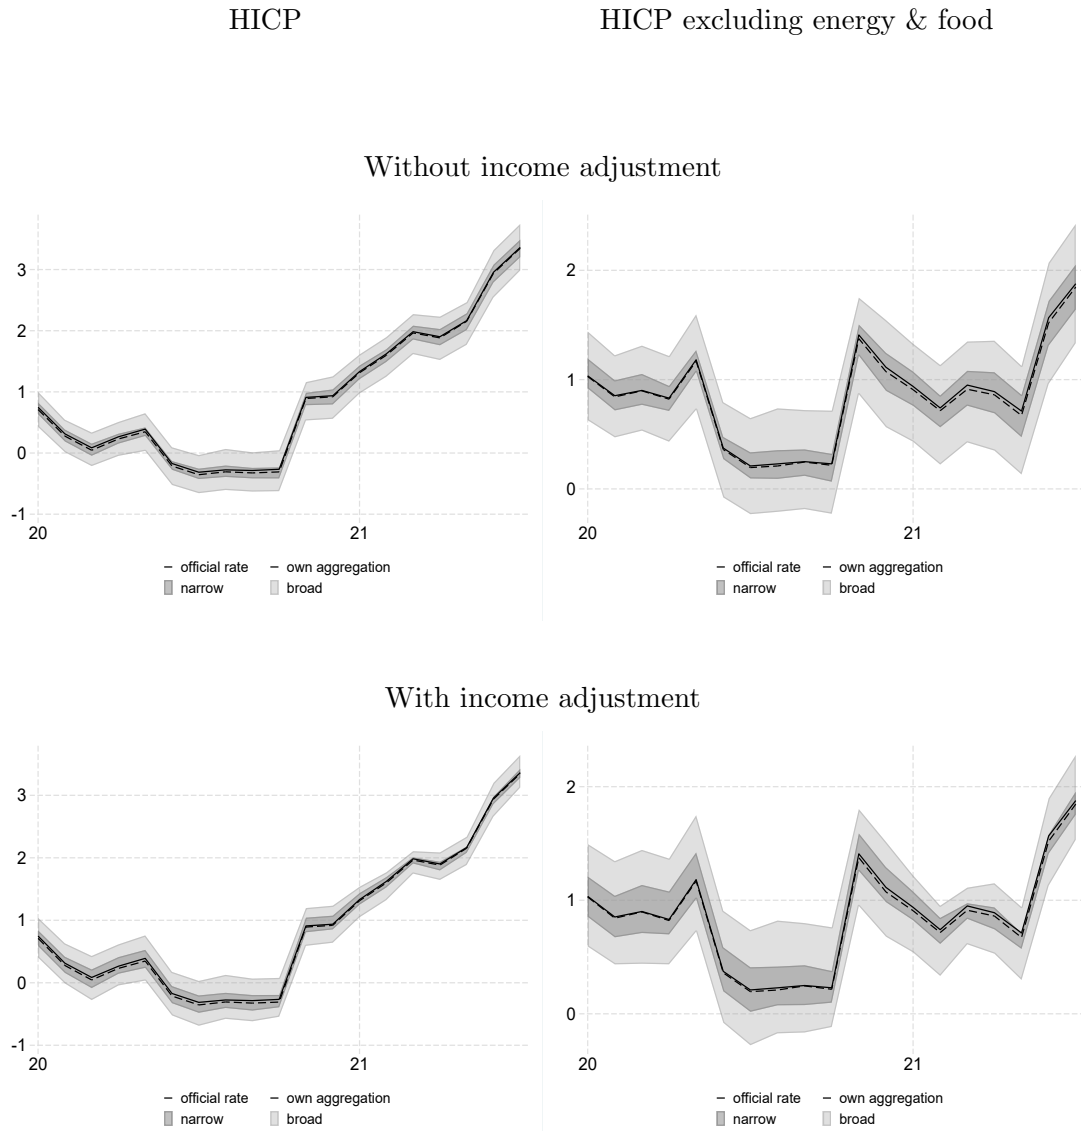 HICP HICP excluding energy & food
Without income adjustment
3
2
1
0
-1
20 21
official rate own aggregation
narrow broad
2
1
0
20 21
official rate own aggregation
narrow broad
With income adjustment
3
2
1
0
-1
20 21
official rate own aggregation
narrow broad
2
1
0
20 21
official rate own aggregation
narrow broad